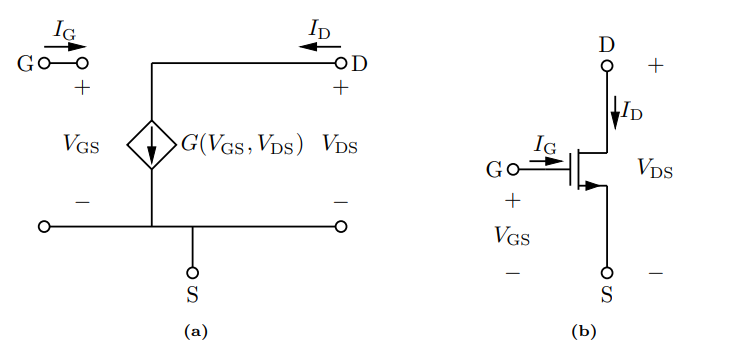 I_G
I_D
G
D
+
+
V_GS
G(V_GS, V_DS)
V_DS
−
−
S
(a)
D
+
I_D
I_G
G
V_DS
+
V_GS
−
−
S
(b)